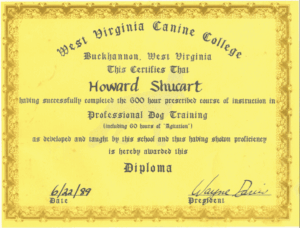 West Virginia Canine College
Buckhannon, West Virginia
This Certifies That
Howard Shucart
having successfully completed the 600 hour prescribed course of instruction in
Professional Dog Training
(including 60 hours of "Agitation")
as developed and taught by this school and thus having shown proficiency
is hereby awarded this
Diploma
6/22/89 Wayne
Date President